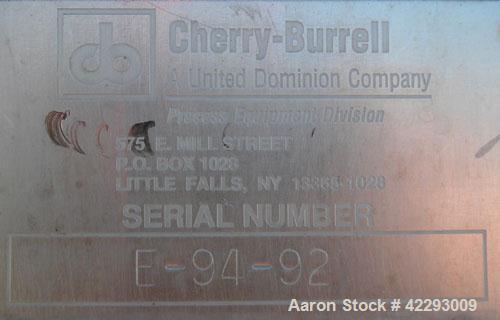 cb
Cherry-Burrell
A United Dominion Company
Process Equipment Division
575 E. MILL STREET
P.O. BOX 1028
LITTLE FALLS, NY 13365-1028
SERIAL NUMBER
E-94-92
Aaron Stock # 42293009